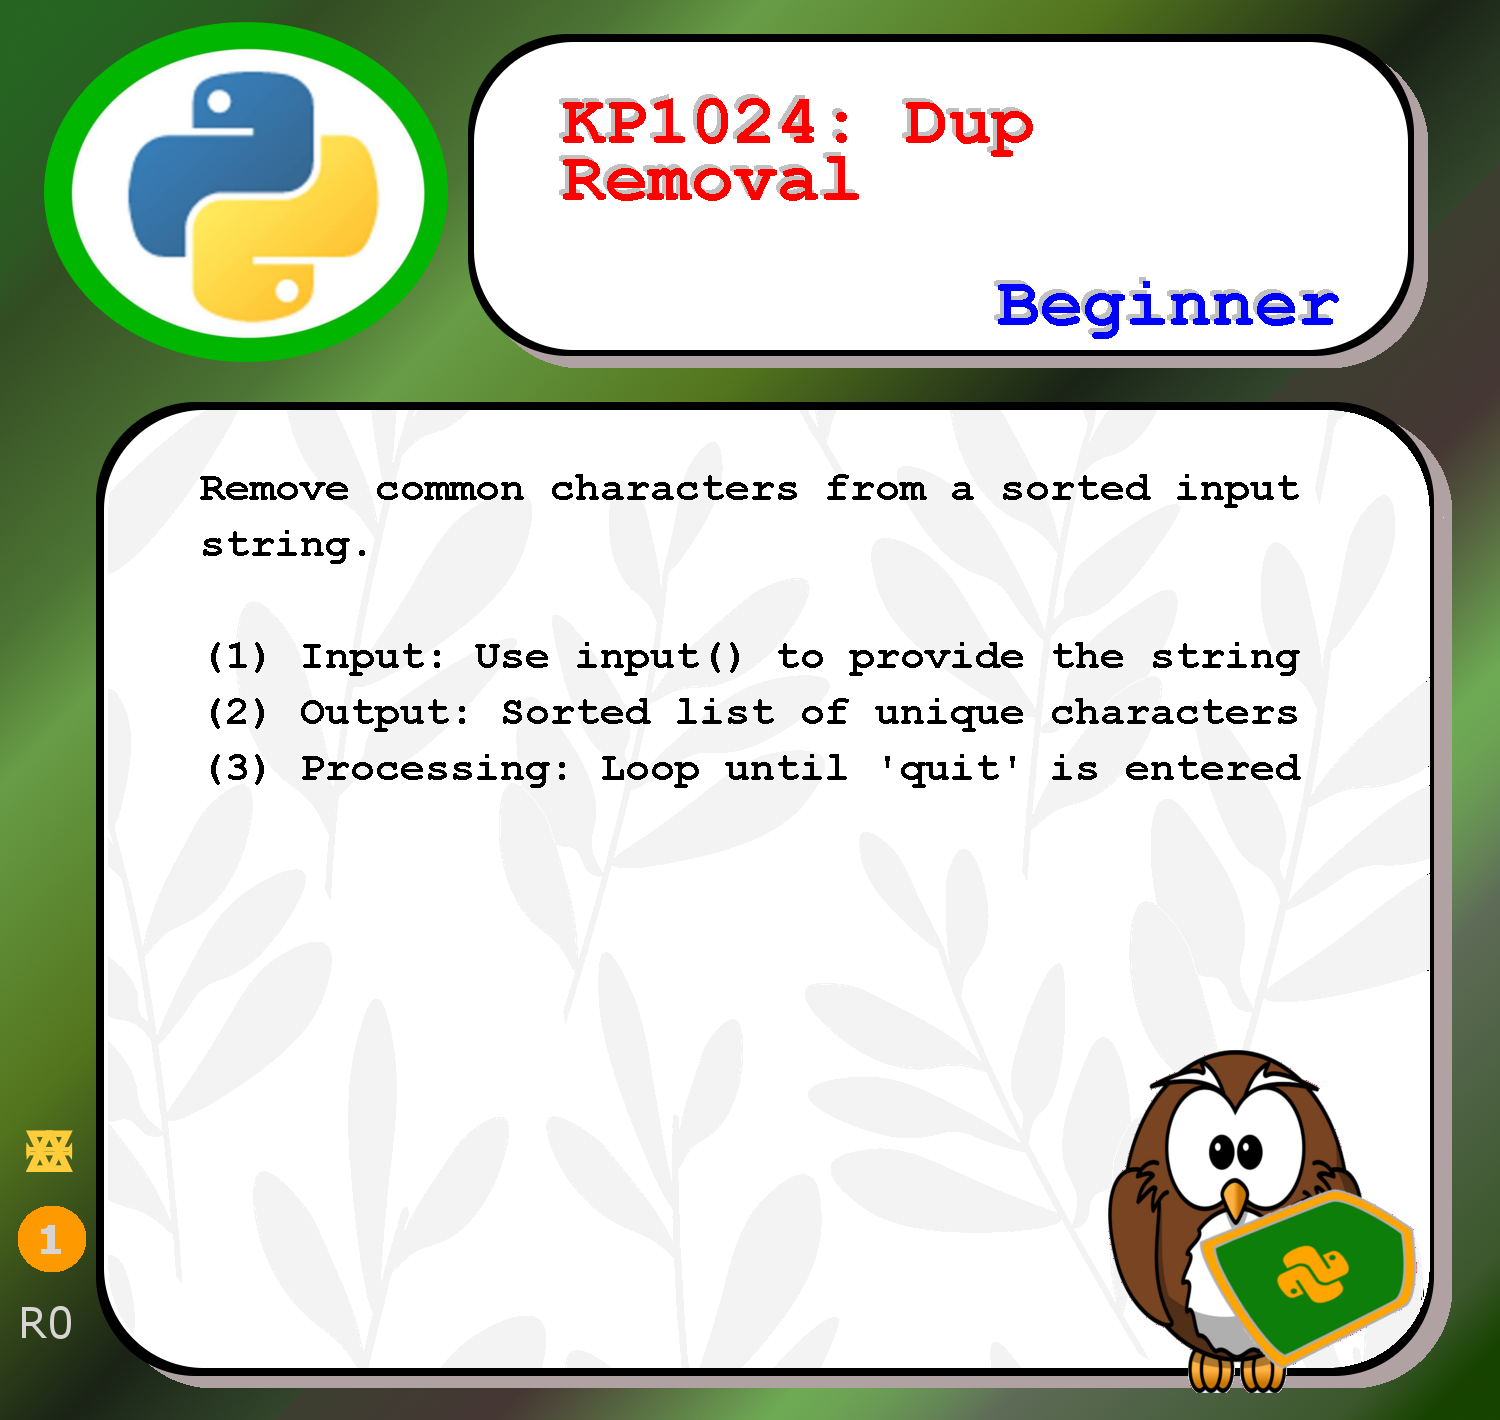 KP1024: Dup
Removal
Beginner
Remove common characters from a sorted input
string.
(1) Input: Use input() to provide the string
(2) Output: Sorted list of unique characters
(3) Processing: Loop until 'quit' is entered
1
R0